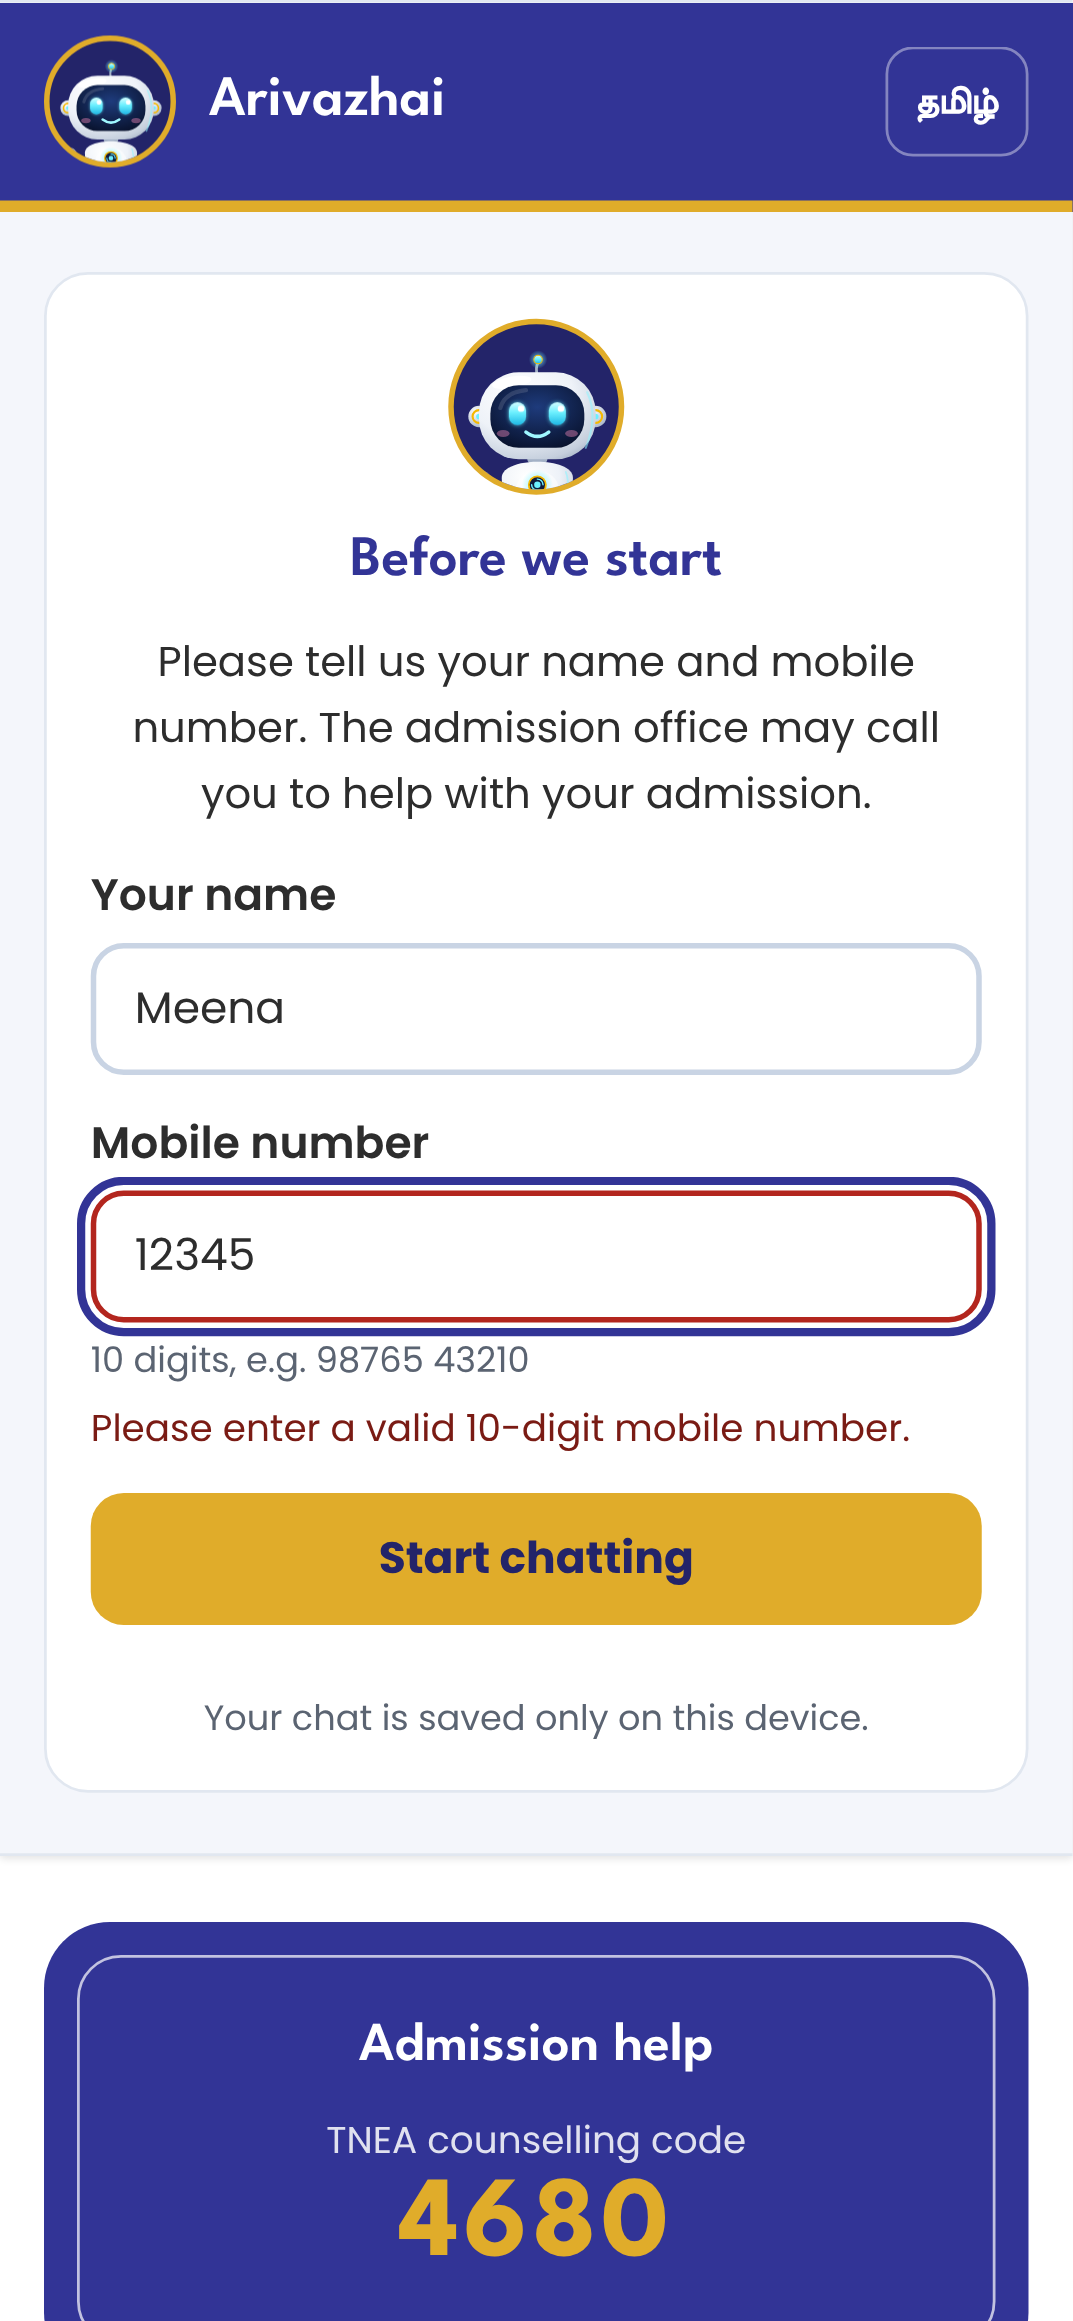 Arivazhai
தமிழ்
Before we start
Please tell us your name and mobile
number. The admission office may call
you to help with your admission.
Your name
Meena
Mobile number
12345
10 digits, e.g. 98765 43210
Please enter a valid 10-digit mobile number.
Start chatting
Your chat is saved only on this device.
Admission help
TNEA counselling code
4680